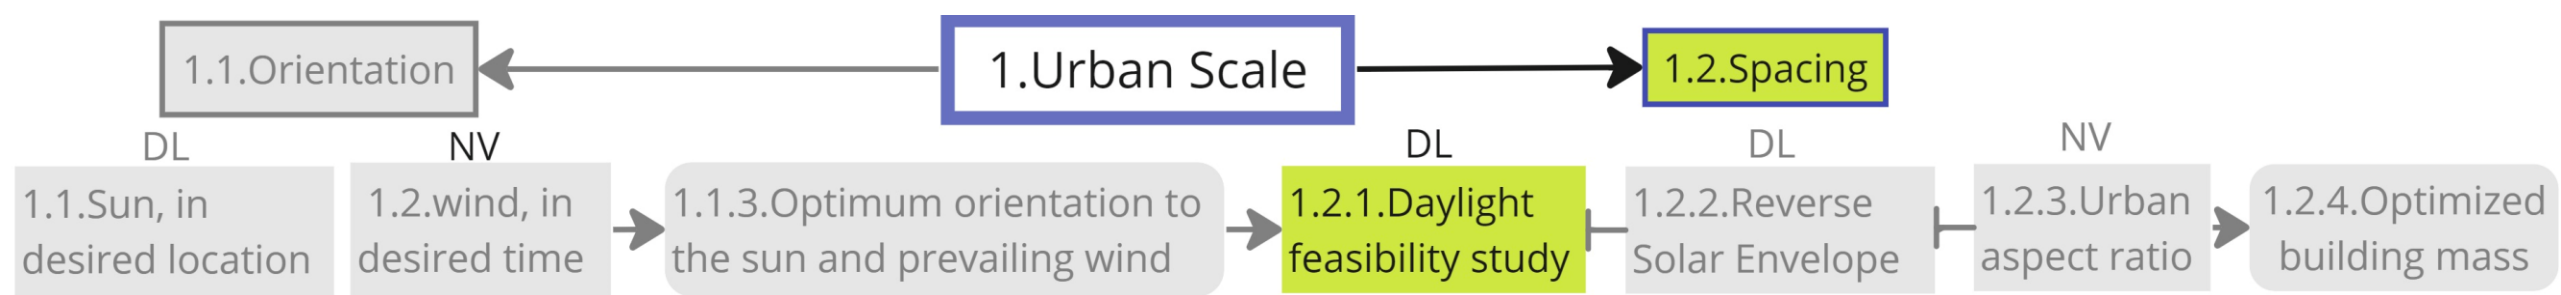 1.1.Orientation
1.Urban Scale
1.2.Spacing
DL
NV
DL
DL
NV
1.1.Sun, in
desired location
1.2.wind, in
desired time
1.1.3.Optimum orientation to
the sun and prevailing wind
1.2.1.Daylight
feasibility study
1.2.2.Reverse
Solar Envelope
1.2.3.Urban
aspect ratio
1.2.4.Optimized
building mass